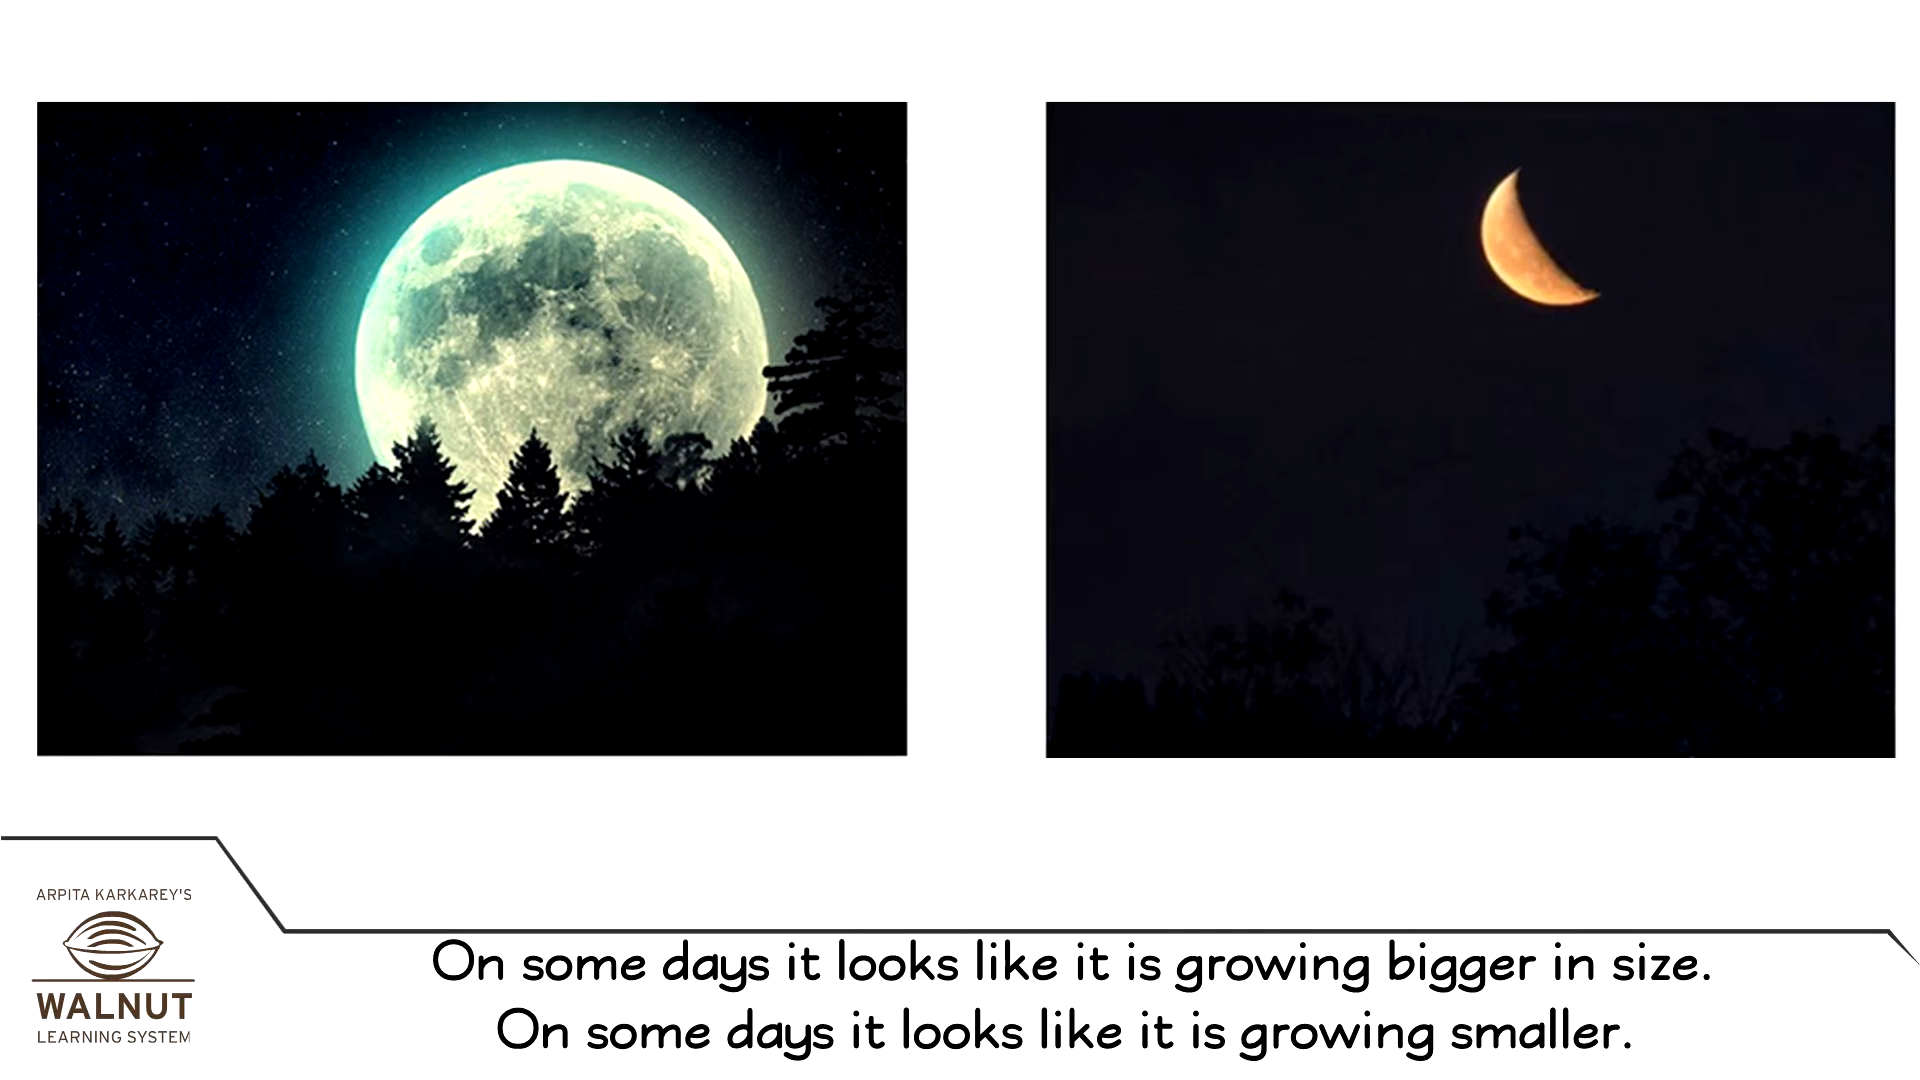 ARPITA KARKAREY'S
WALNUT
LEARNING SYSTEM
On some days it looks like it is growing bigger in size.
On some days it looks like it is growing smaller.